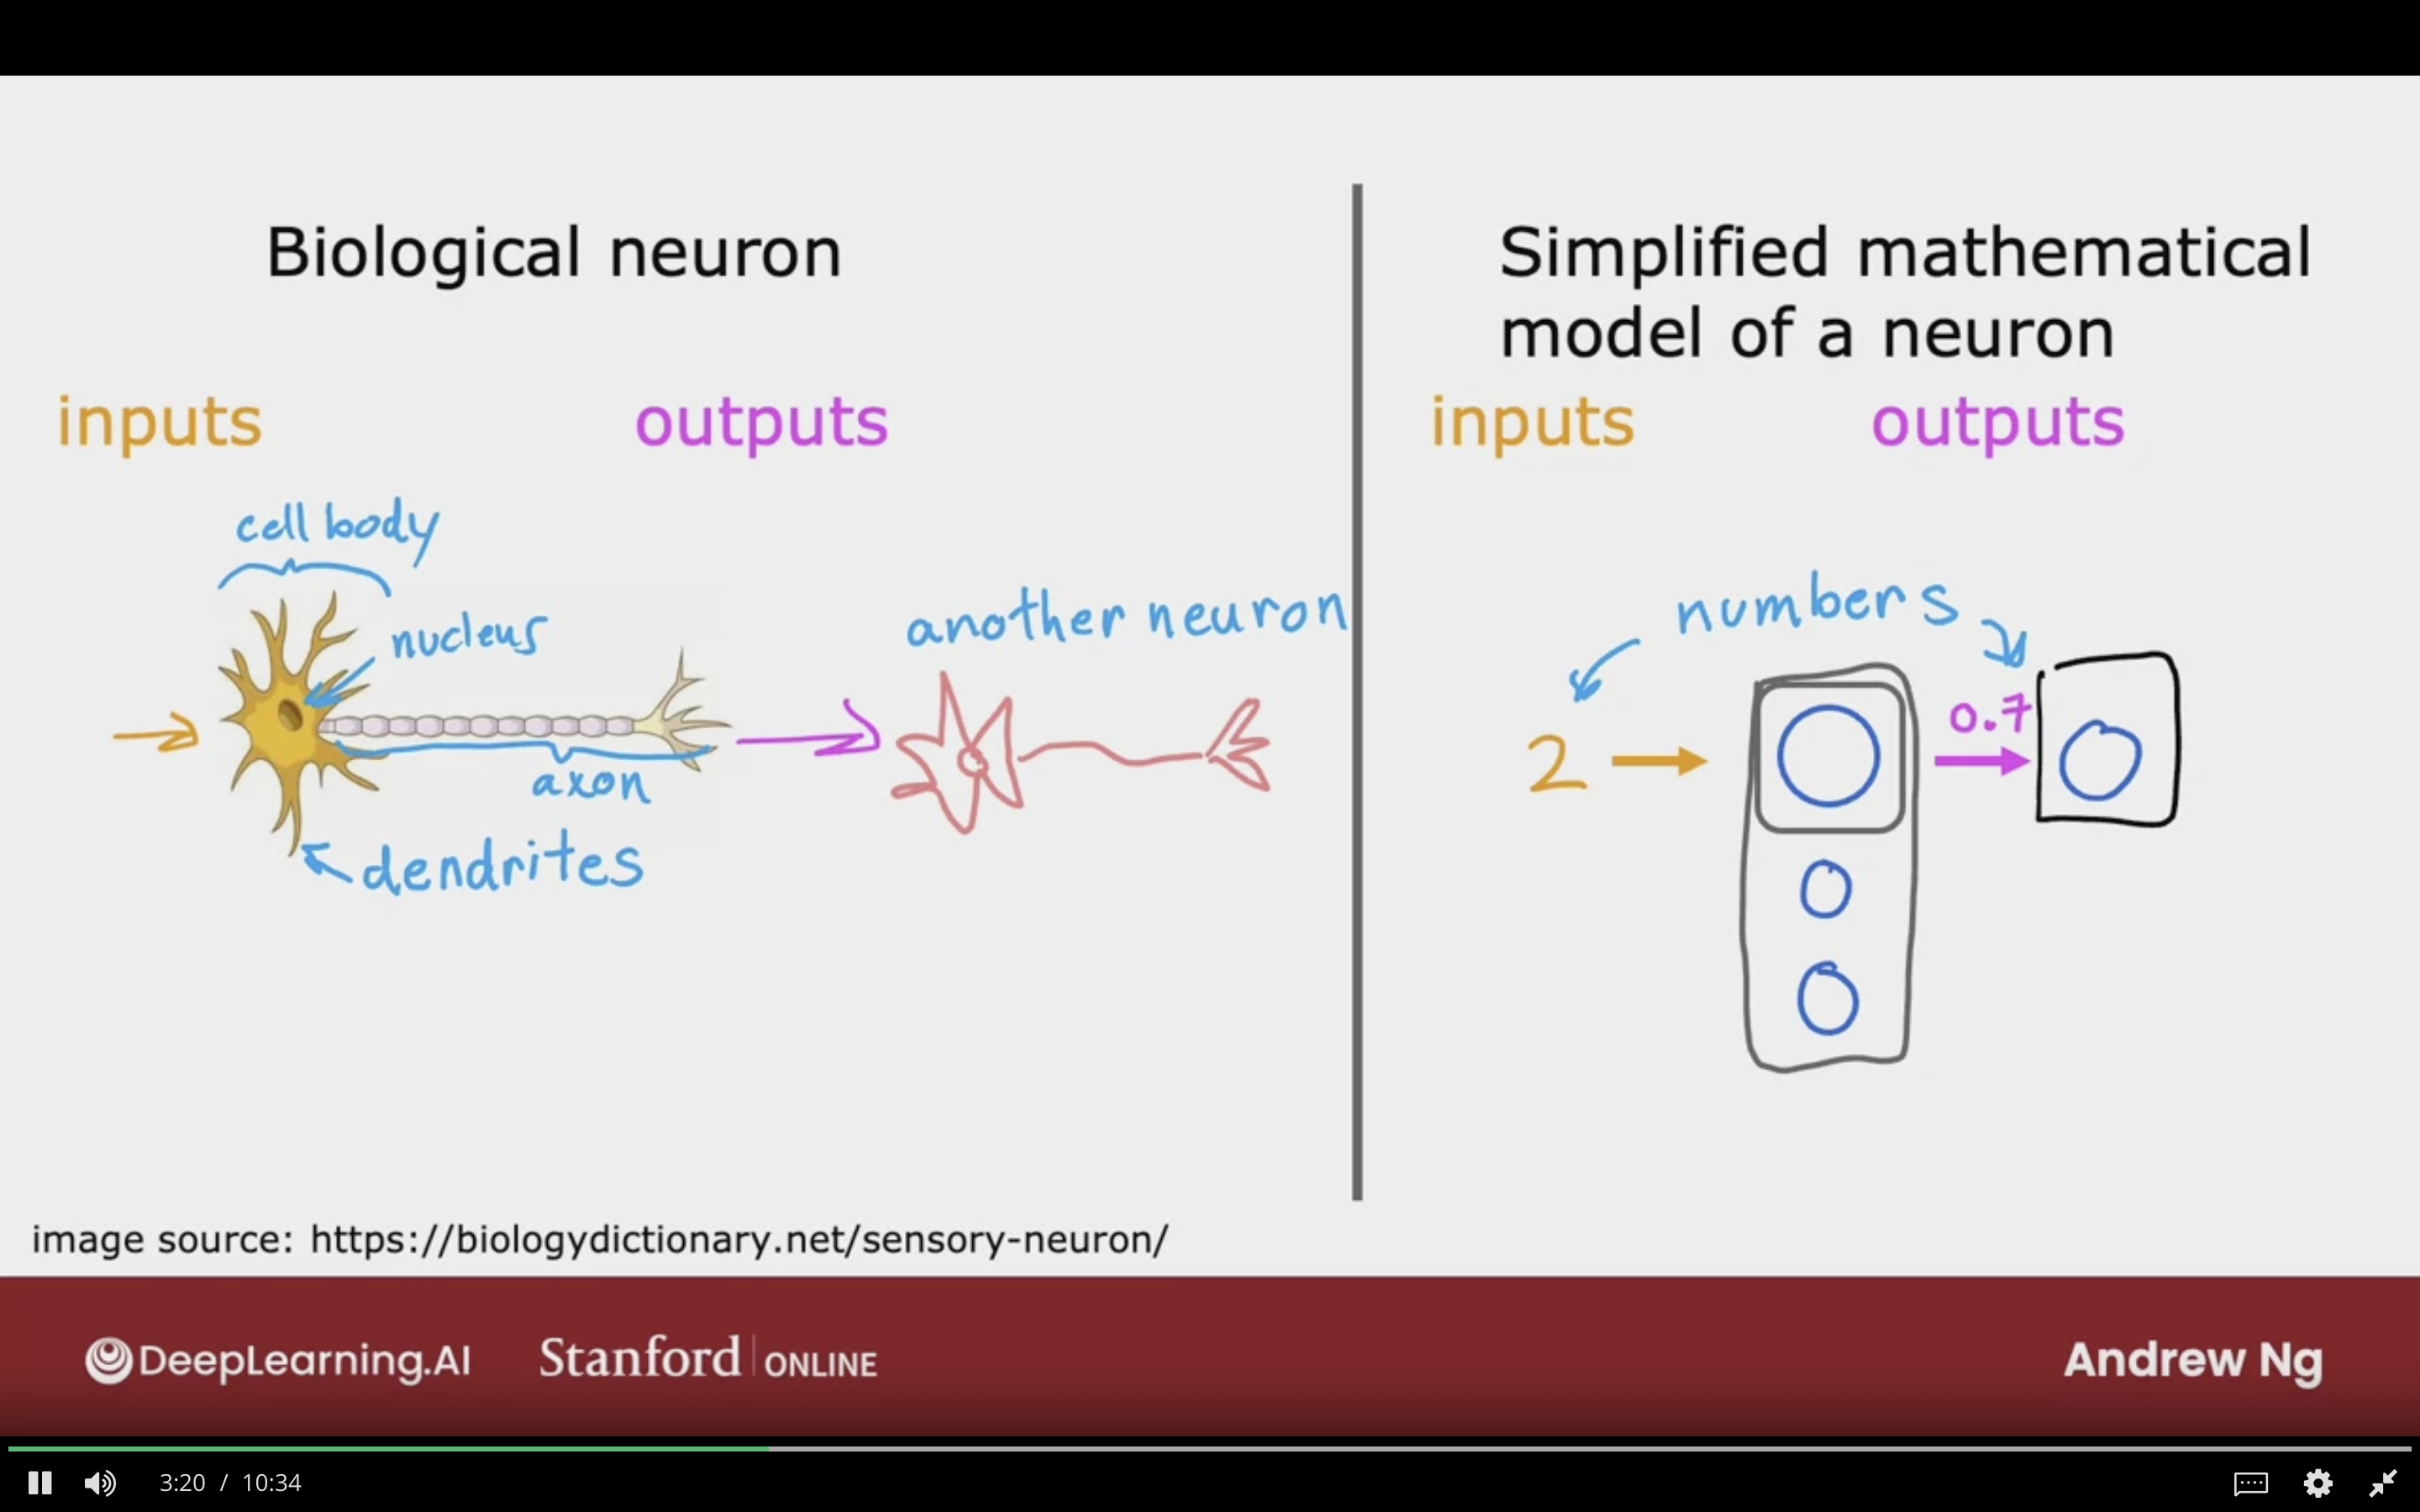 Biological neuron
inputs
outputs
cell body
nucleus
another neuron
axon
dendrites
Simplified mathematical
model of a neuron
inputs
outputs
numbers
2
0.7
image source: https://biologydictionary.net/sensory-neuron/
DeepLearning.AI
Stanford | ONLINE
Andrew Ng
3:20 / 10:34